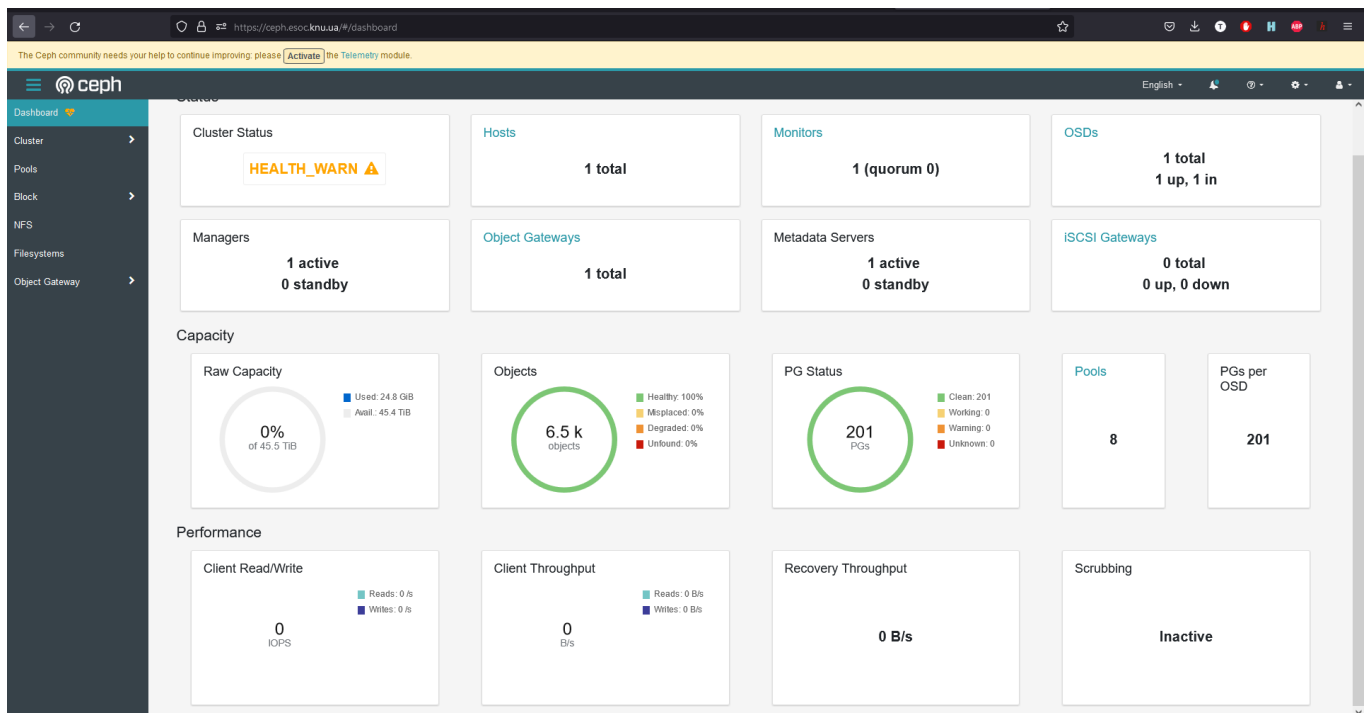 https://ceph.esoc.knu.ua/#/dashboard
The Ceph community needs your help to continue improving: please Activate the Telemetry module.
ceph
English
Dashboard
Cluster
Pools
Block
NFS
Filesystems
Object Gateway
Status
Cluster Status
HEALTH_WARN
Hosts
1 total
Monitors
1 (quorum 0)
OSDs
1 total
1 up, 1 in
Managers
1 active
0 standby
Object Gateways
1 total
Metadata Servers
1 active
0 standby
iSCSI Gateways
0 total
0 up, 0 down
Capacity
Raw Capacity
0%
of 45.5 TiB
Used: 24.8 GiB
Avail.: 45.4 TiB
Objects
6.5 k
objects
Healthy: 100%
Misplaced: 0%
Degraded: 0%
Unfound: 0%
PG Status
201
PGs
Clean: 201
Working: 0
Warning: 0
Unknown: 0
Pools
8
PGs per
OSD
201
Performance
Client Read/Write
Reads: 0 /s
Writes: 0 /s
0
IOPS
Client Throughput
Reads: 0 B/s
Writes: 0 B/s
0
B/s
Recovery Throughput
0 B/s
Scrubbing
Inactive